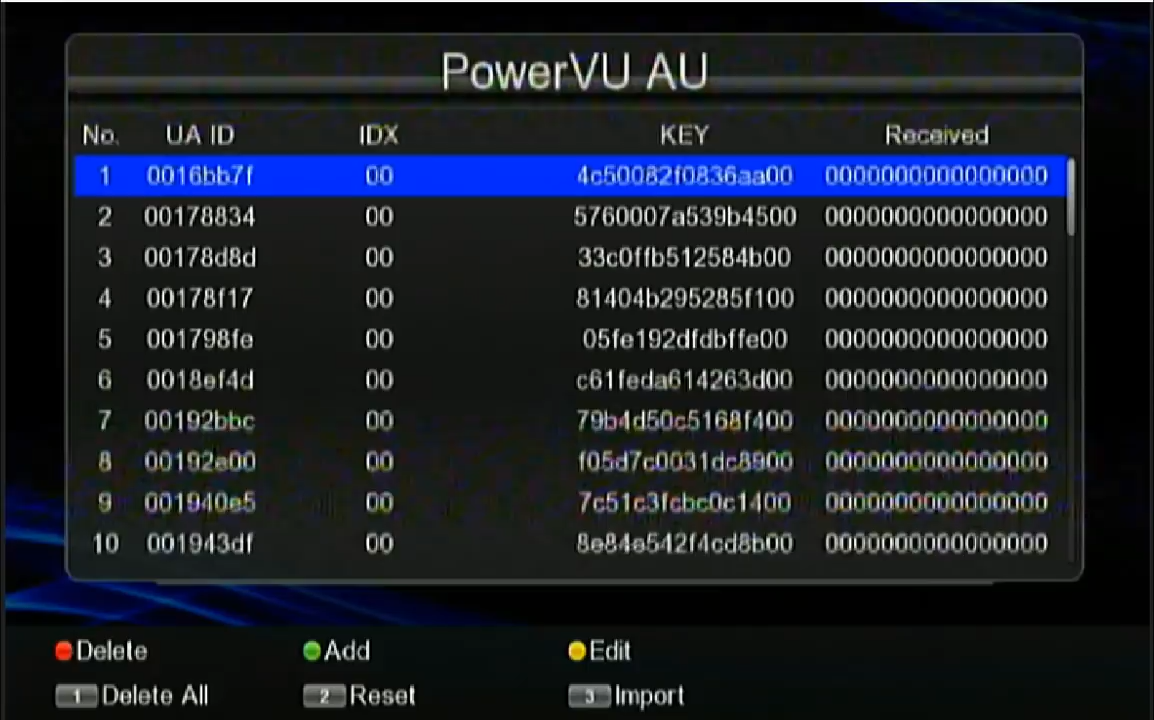 PowerVU AU
No. UA ID IDX KEY Received
1 0016bb7f 00 4c50082f0836aa00 0000000000000000
2 00178834 00 5760007a539b4500 0000000000000000
3 00178d8d 00 33c0ffb512584b00 0000000000000000
4 00178f17 00 81404b295285f100 0000000000000000
5 001798fe 00 05fe192dfdbffe00 0000000000000000
6 0018ef4d 00 c61feda614263d00 0000000000000000
7 00192bbc 00 79b4d50c5168f400 0000000000000000
8 00192e00 00 f05d7c0031dc8900 0000000000000000
9 001940e5 00 7c51c3fcbc0c1400 0000000000000000
10 001943df 00 8e84e542f4cd8b00 0000000000000000
Delete Add Edit
1 Delete All 2 Reset 3 Import